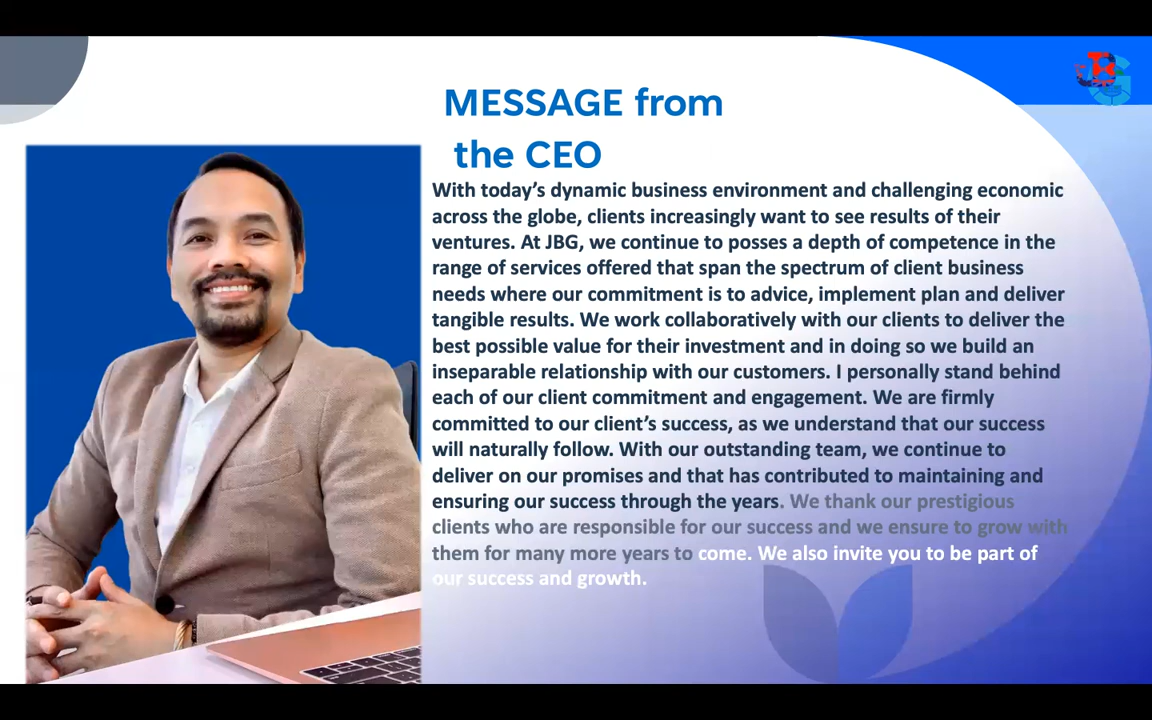 MESSAGE from
the CEO
With today’s dynamic business environment and challenging economic
across the globe, clients increasingly want to see results of their
ventures. At JBG, we continue to posses a depth of competence in the
range of services offered that span the spectrum of client business
needs where our commitment is to advice, implement plan and deliver
tangible results. We work collaboratively with our clients to deliver the
best possible value for their investment and in doing so we build an
inseparable relationship with our customers. I personally stand behind
each of our client commitment and engagement. We are firmly
committed to our client’s success, as we understand that our success
will naturally follow. With our outstanding team, we continue to
deliver on our promises and that has contributed to maintaining and
ensuring our success through the years. We thank our prestigious
clients who are responsible for our success and we ensure to grow with
them for many more years to come. We also invite you to be part of
our success and growth.